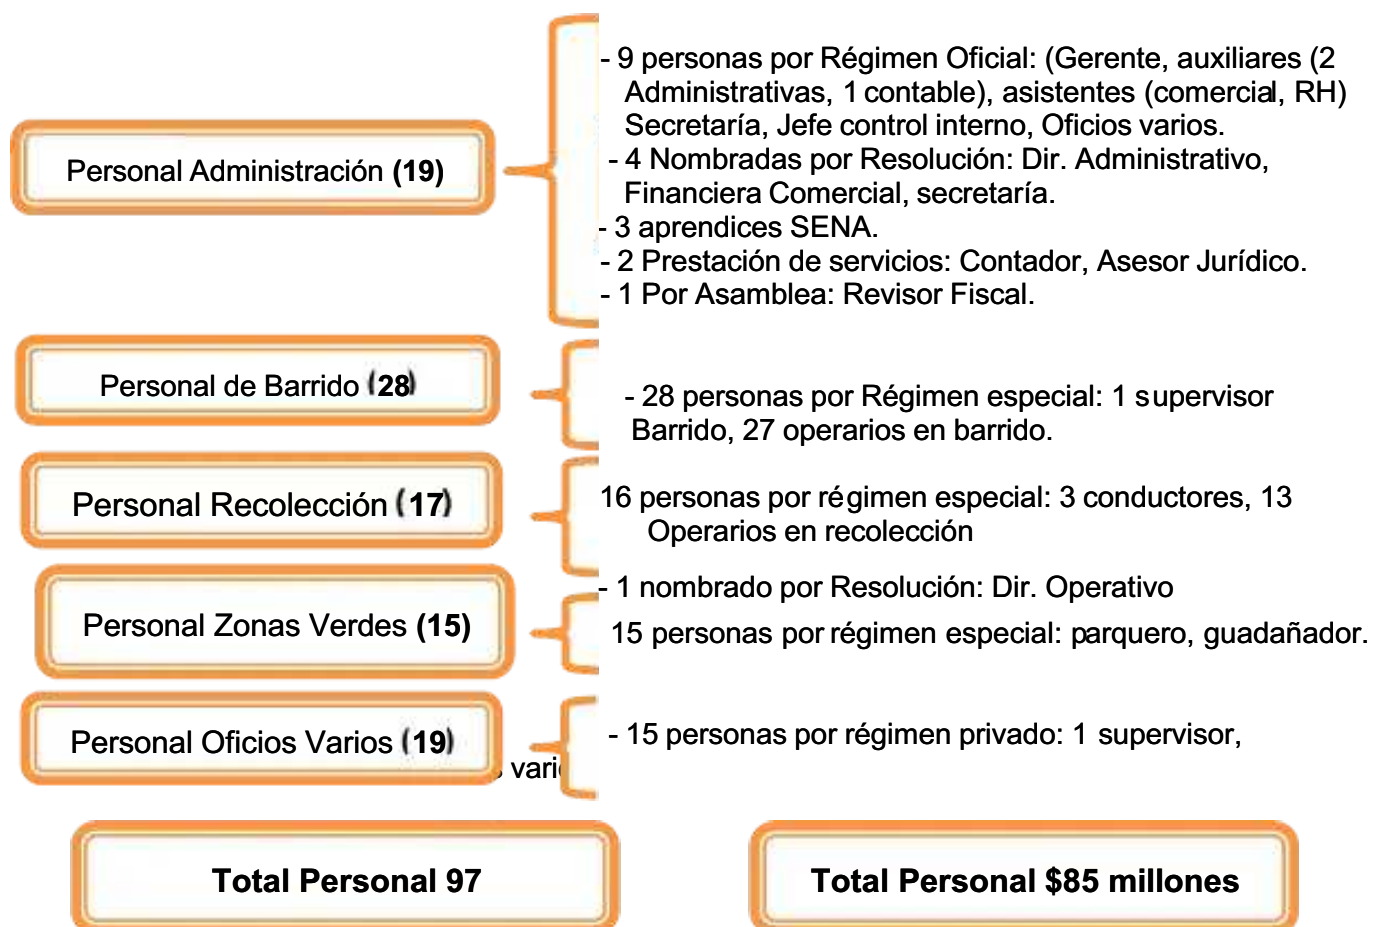 Personal Administración (19)
- 9 personas por Régimen Oficial: (Gerente, auxiliares (2
Administrativas, 1 contable), asistentes (comercial, RH)
Secretaría, Jefe control interno, Oficios varios.
- 4 Nombradas por Resolución: Dir. Administrativo,
Financiera Comercial, secretaría.
- 3 aprendices SENA.
- 2 Prestación de servicios: Contador, Asesor Jurídico.
- 1 Por Asamblea: Revisor Fiscal.
Personal de Barrido (28)
- 28 personas por Régimen especial: 1 supervisor
Barrido, 27 operarios en barrido.
Personal Recolección (17)
16 personas por régimen especial: 3 conductores, 13
Operarios en recolección
- 1 nombrado por Resolución: Dir. Operativo
Personal Zonas Verdes (15)
15 personas por régimen especial: parquero, guadañador.
Personal Oficios Varios (19)
- 15 personas por régimen privado: 1 supervisor,
Total Personal 97
Total Personal $85 millones